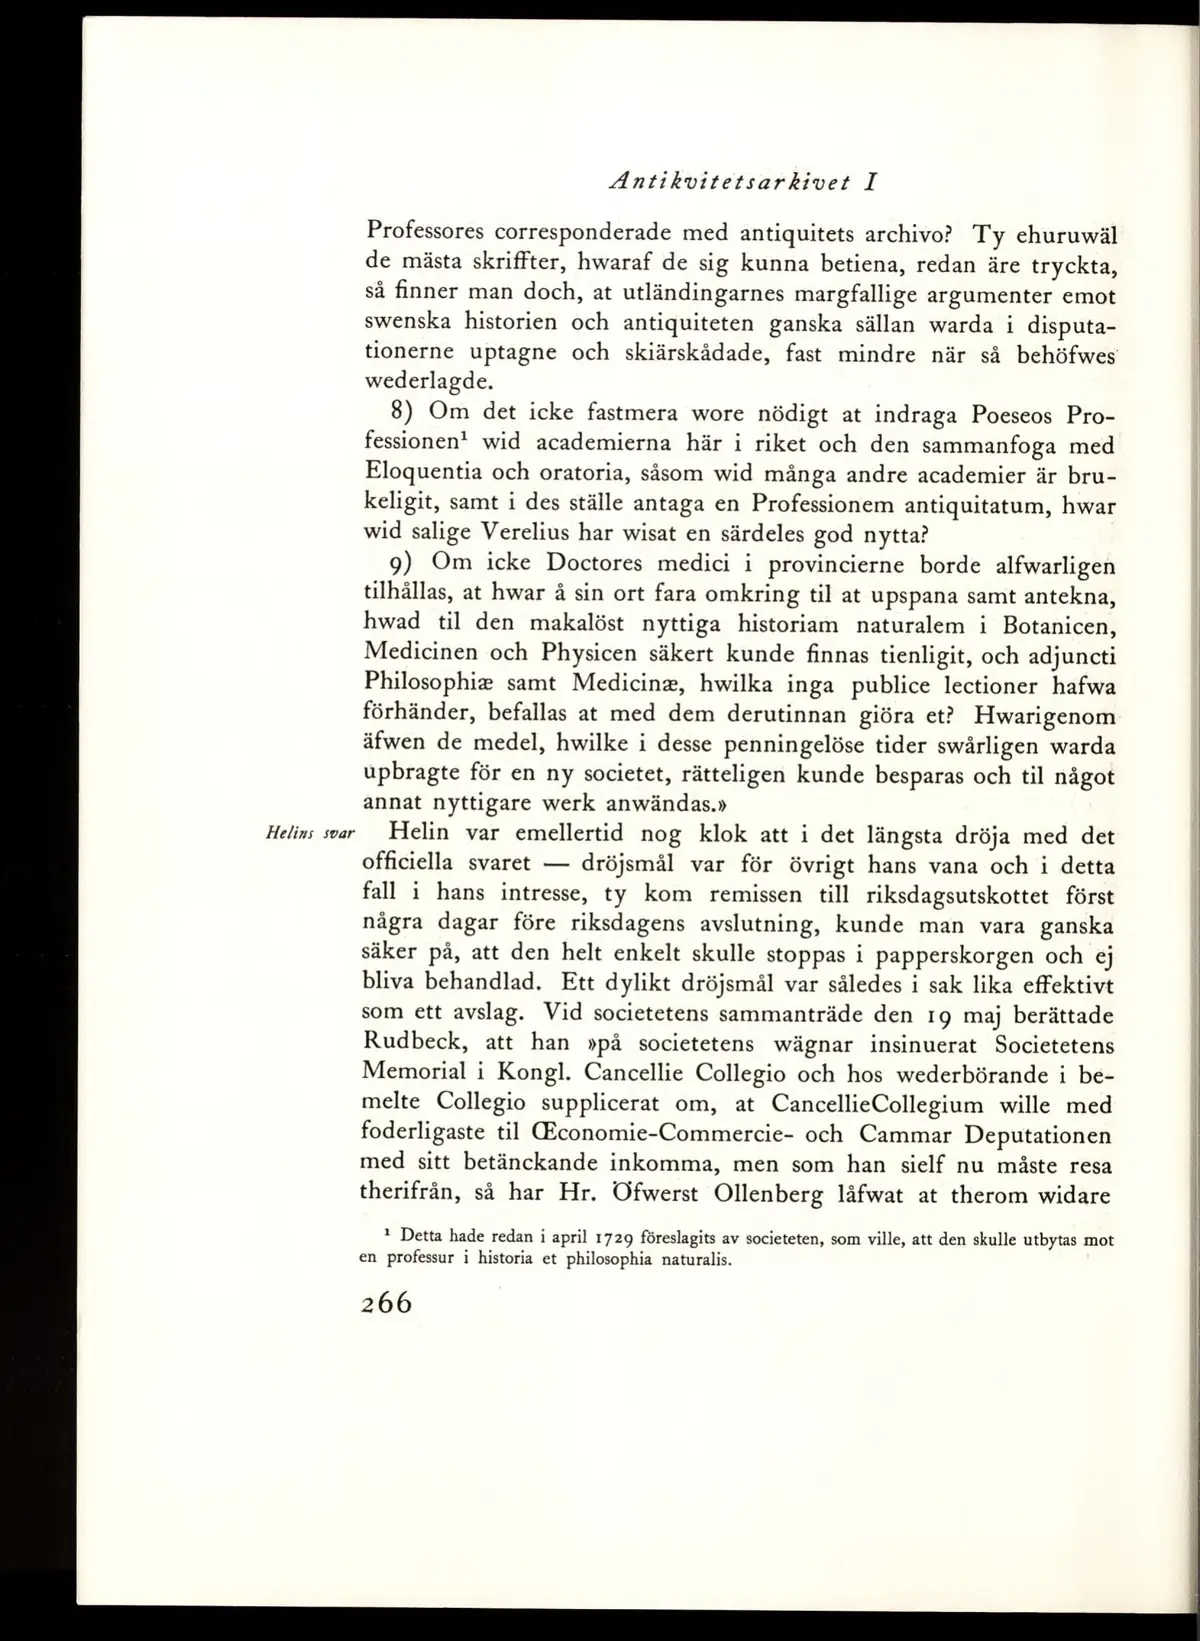 Antikvitetsarkivet I
Professores corresponderade med antiquitets archivo? Ty ehuruwäl
de mästa skriffter, hwaraf de sig kunna betiena, redan äre tryckta,
så finner man doch, at utländingarnes margfallige argumenter emot
swenska historien och antiquiteten ganska sällan warda i disputa-
tionerne uptagne och skiärskådade, fast mindre när så behöfwes
wederlagde.
8) Om det icke fastmera wore nödigt at indraga Poeseos Pro-
fessionen¹ wid academierna här i riket och den sammanfoga med
Eloquentia och oratoria, såsom wid många andre academier är bru-
keligit, samt i des ställe antaga en Professionem antiquitatum, hwar
wid salige Verelius har wisat en särdeles god nytta?
9) Om icke Doctores medici i provincierne borde alfwarligen
tilhållas, at hwar å sin ort fara omkring til at upspana samt antekna,
hwad til den makalöst nyttiga historiam naturalem i Botanicen,
Medicinen och Physicen säkert kunde finnas tienligit, och adjuncti
Philosophiæ samt Medicinæ, hwilka inga publice lectioner hafwa
förhänder, befallas at med dem derutinnan giöra et? Hwarigenom
äfwen de medel, hwilke i desse penningelöse tider swårligen warda
upbragte för en ny societet, rätteligen kunde besparas och til något
annat nyttigare werk anwändas.»
Helins svar Helin var emellertid nog klok att i det längsta dröja med det
officiella svaret — dröjsmål var för övrigt hans vana och i detta
fall i hans intresse, ty kom remissen till riksdagsutskottet först
några dagar före riksdagens avslutning, kunde man vara ganska
säker på, att den helt enkelt skulle stoppas i papperskorgen och ej
bliva behandlad. Ett dylikt dröjsmål var således i sak lika effektivt
som ett avslag. Vid societetens sammanträde den 19 maj berättade
Rudbeck, att han »på societetens wägnar insinuerat Societetens
Memorial i Kongl. Cancellie Collegio och hos wederbörande i be-
melte Collegio supplicerat om, at CancellieCollegium wille med
foderligaste til Œconomie-Commercie- och Cammar Deputationen
med sitt betänckande inkomma, men som han sielf nu måste resa
therifrån, så har Hr. Öfwerst Ollenberg låfwat at therom widare
¹ Detta hade redan i april 1729 föreslagits av societeten, som ville, att den skulle utbytas mot
en professur i historia et philosophia naturalis.
266